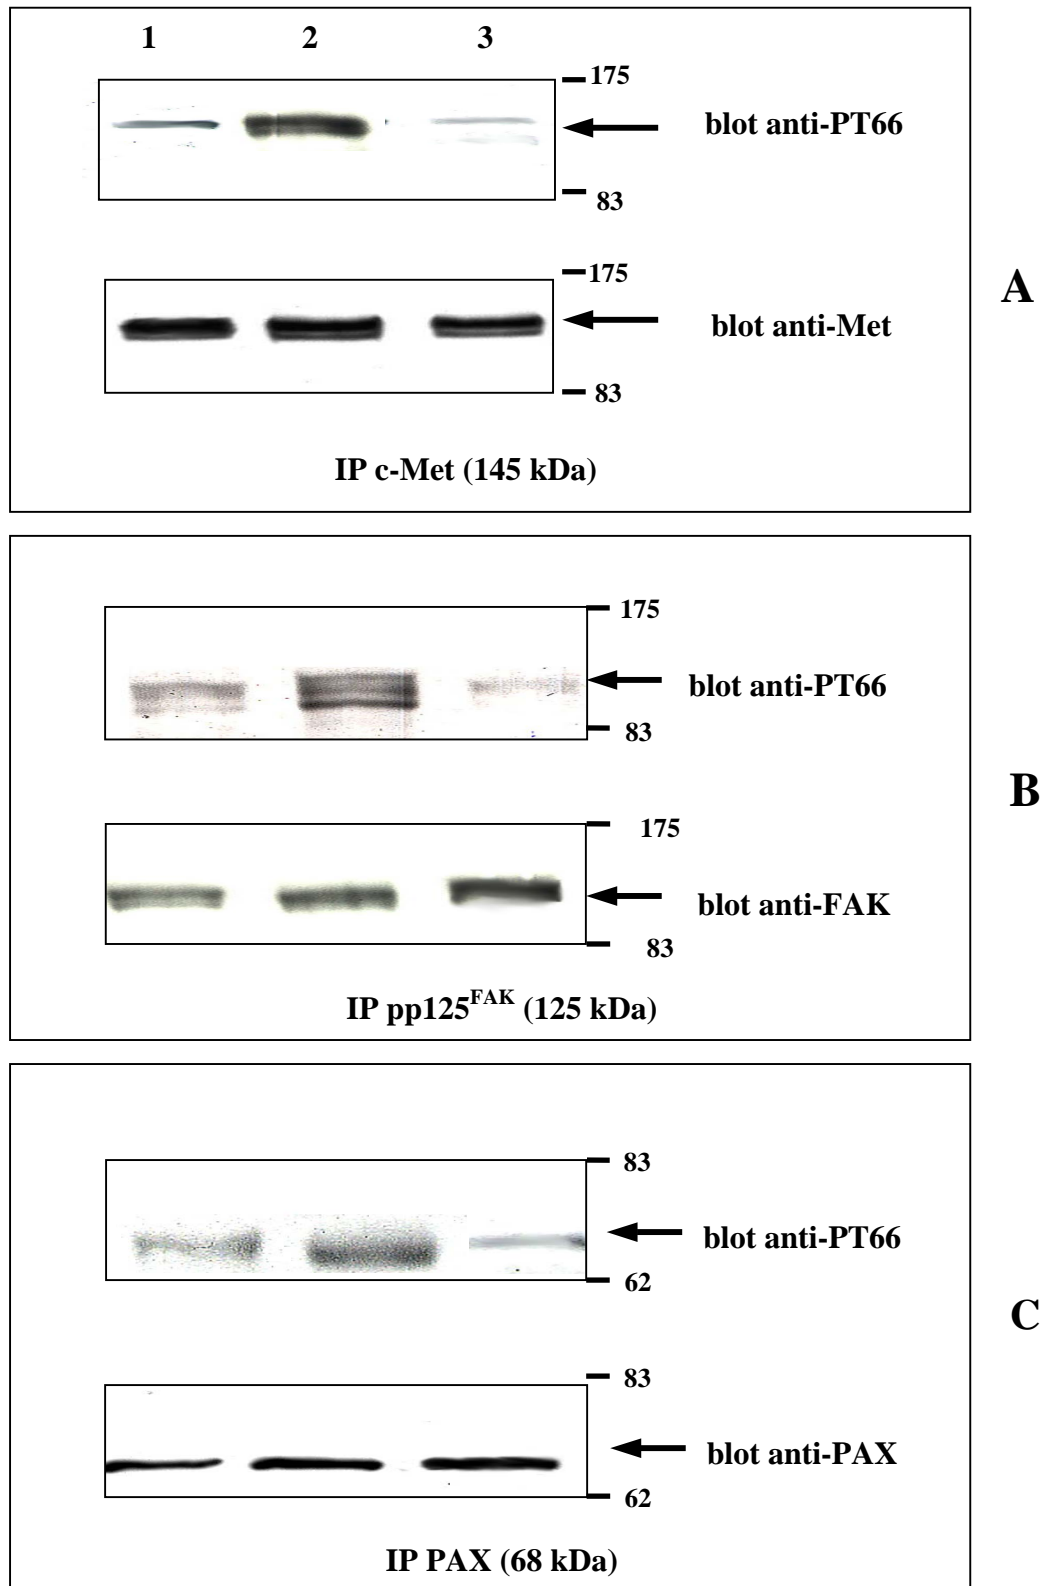 1 2 3
175
blot anti-PT66
83
175
blot anti-Met
83
A
IP c-Met (145 kDa)
175
blot anti-PT66
83
B
175
blot anti-FAK
83
IP pp125FAK (125 kDa)
83
blot anti-PT66
62
C
83
blot anti-PAX
62
IP PAX (68 kDa)